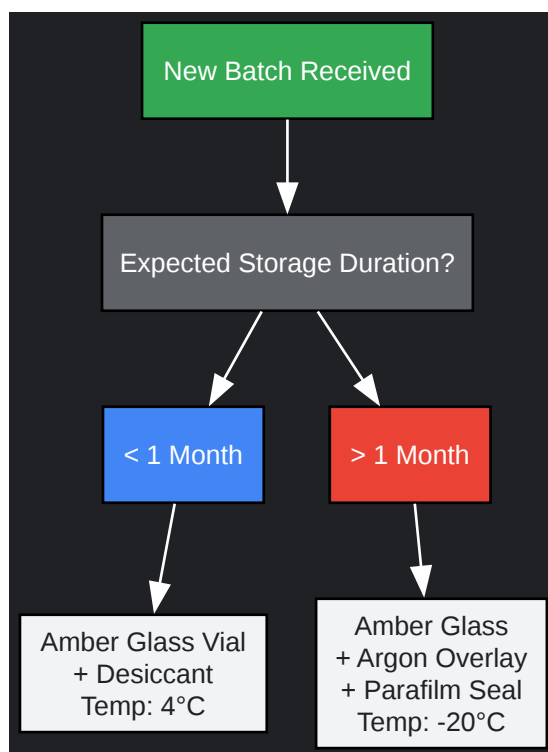 New Batch Received
Expected Storage Duration?
< 1 Month
> 1 Month
Amber Glass Vial
+ Desiccant
Temp: 4°C
Amber Glass
+ Argon Overlay
+ Parafilm Seal
Temp: -20°C